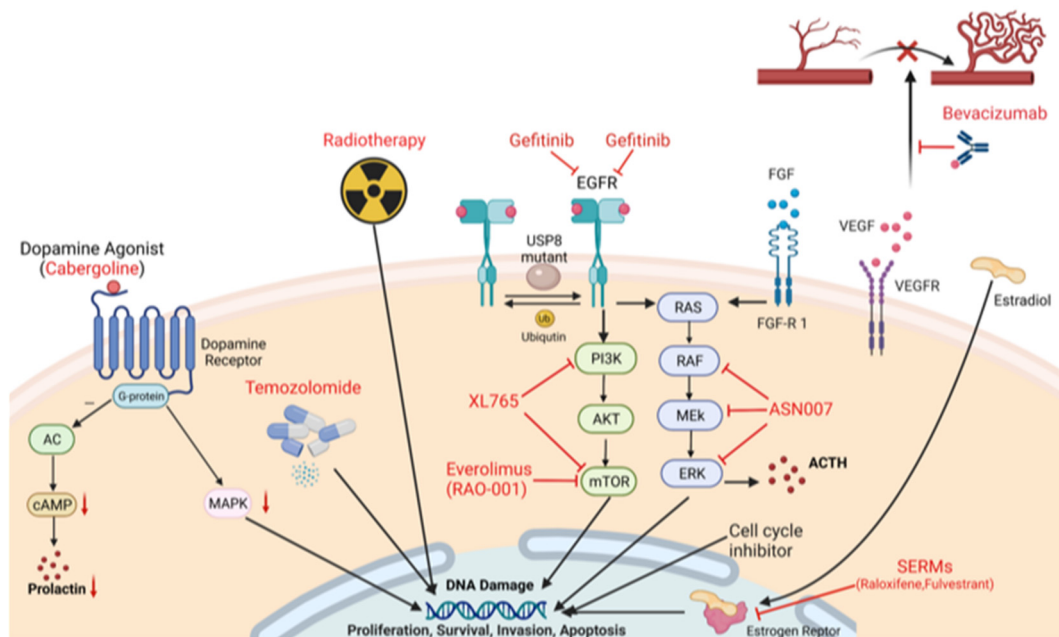 Bevacizumab
Radiotherapy
Gefitinib
Gefitinib
EGFR
FGF
USP8
mutant
VEGF
VEGFR
Estradiol
Dopamine Agonist
(Cabergoline)
Ub
Ubiqutin
RAS
FGF-R 1
Dopamine
Receptor
G-protein
–
Temozolomide
PI3K
RAF
XL765
AKT
MEk
ASN007
AC
cAMP
MAPK
Everolimus
(RAO-001)
mTOR
ERK
ACTH
Prolactin
Cell cycle
inhibitor
SERMs
(Raloxifene,Fulvestrant)
DNA Damage
Proliferation, Survival, Invasion, Apoptosis
Estrogen Reptor